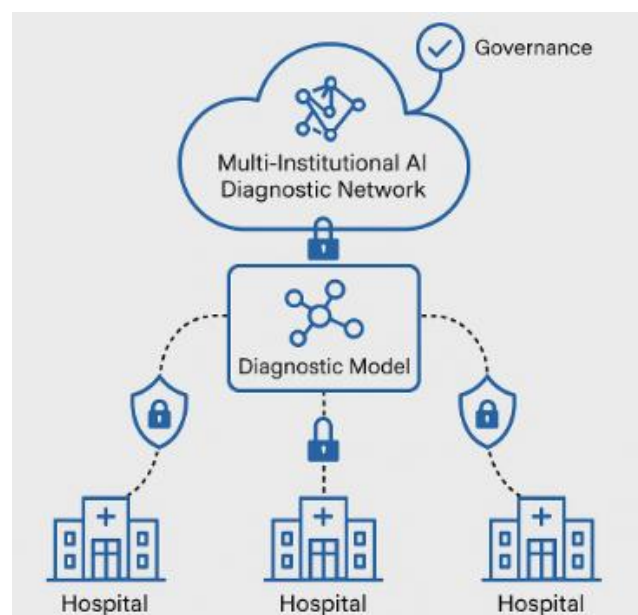 Governance
Multi-Institutional AI
Diagnostic Network
Diagnostic Model
Hospital
Hospital
Hospital